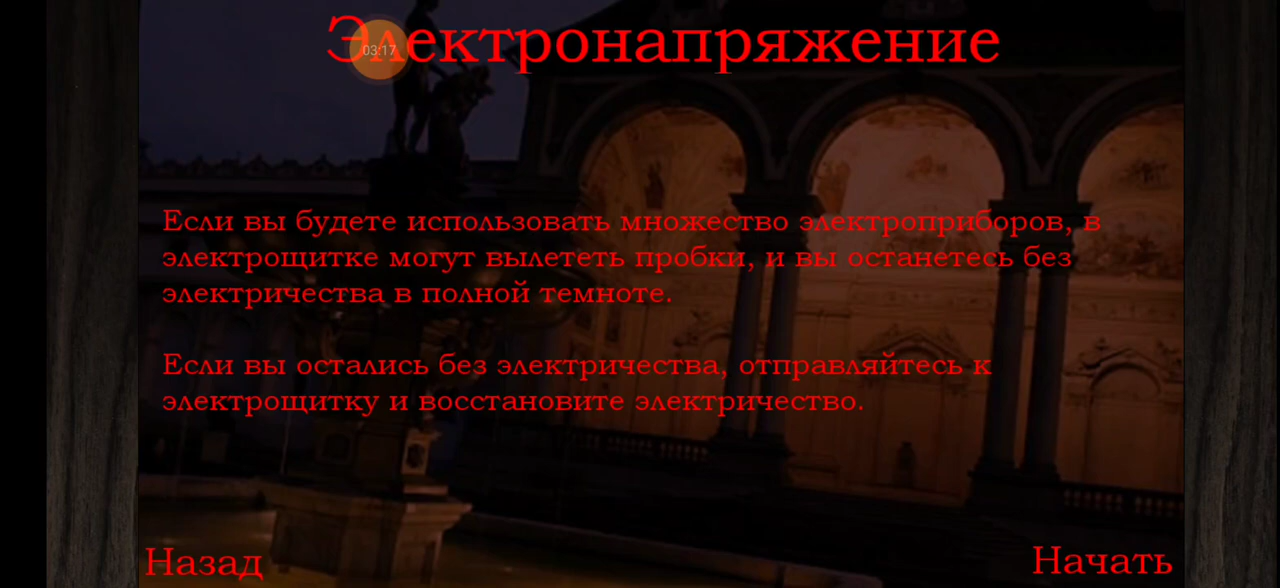 Электронапряжение
03:17
Если вы будете использовать множество электроприборов, в
электрощитке могут вылететь пробки, и вы останетесь без
электричества в полной темноте.
Если вы остались без электричества, отправляйтесь к
электрощитку и восстановите электричество.
Назад
Начать